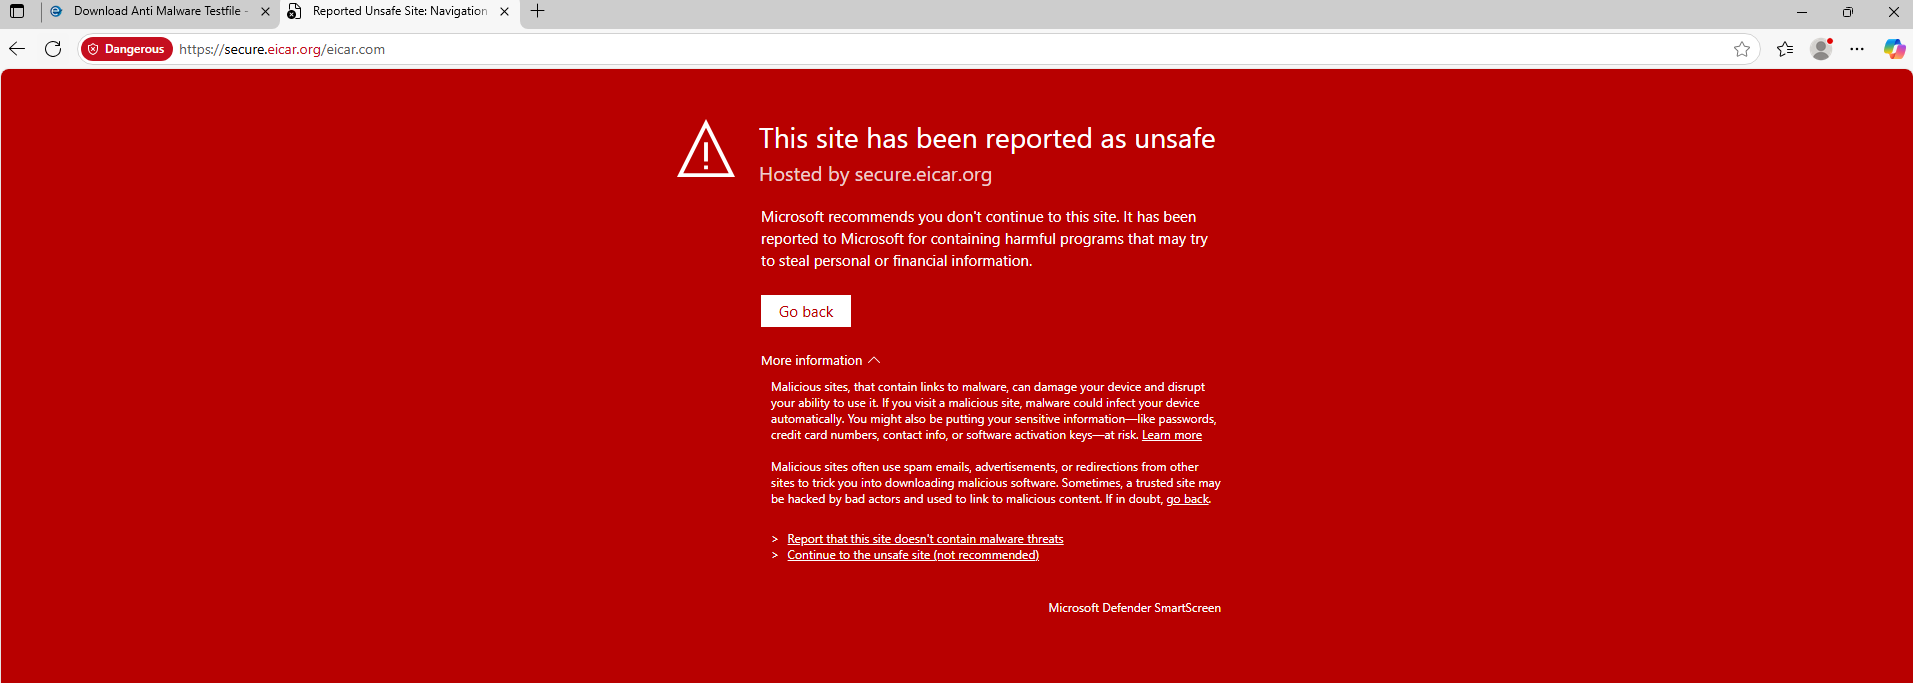 Download Anti Malware Testfile -
Reported Unsafe Site: Navigation
Dangerous
https://secure.eicar.org/eicar.com
This site has been reported as unsafe
Hosted by secure.eicar.org
Microsoft recommends you don't continue to this site. It has been
reported to Microsoft for containing harmful programs that may try
to steal personal or financial information.
Go back
More information
Malicious sites, that contain links to malware, can damage your device and disrupt
your ability to use it. If you visit a malicious site, malware could infect your device
automatically. You might also be putting your sensitive information—like passwords,
credit card numbers, contact info, or software activation keys—at risk. Learn more
Malicious sites often use spam emails, advertisements, or redirections from other
sites to trick you into downloading malicious software. Sometimes, a trusted site may
be hacked by bad actors and used to link to malicious content. If in doubt, go back.
> Report that this site doesn't contain malware threats
> Continue to the unsafe site (not recommended)
Microsoft Defender SmartScreen